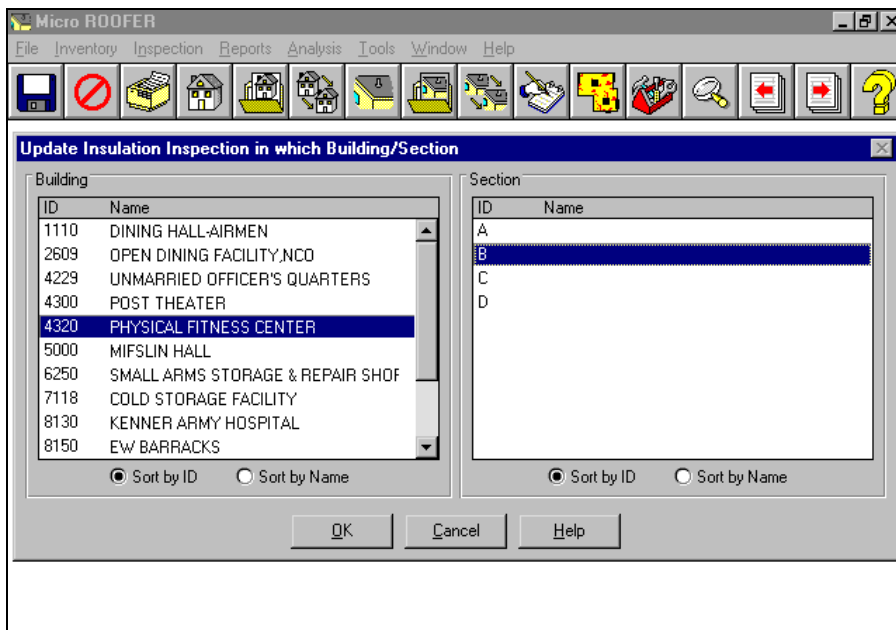 Micro ROOFER
File Inventory Inspection Reports Analysis Tools Window Help
Update Insulation Inspection in which Building/Section
Building
ID Name
1110 DINING HALL-AIRMEN
2609 OPEN DINING FACILITY,NCO
4229 UNMARRIED OFFICER'S QUARTERS
4300 POST THEATER
4320 PHYSICAL FITNESS CENTER
5000 MIFSLIN HALL
6250 SMALL ARMS STORAGE & REPAIR SHOF
7118 COLD STORAGE FACILITY
8130 KENNER ARMY HOSPITAL
8150 EW BARRACKS
Sort by ID Sort by Name
Section
ID Name
A
B
C
D
Sort by ID Sort by Name
OK Cancel Help